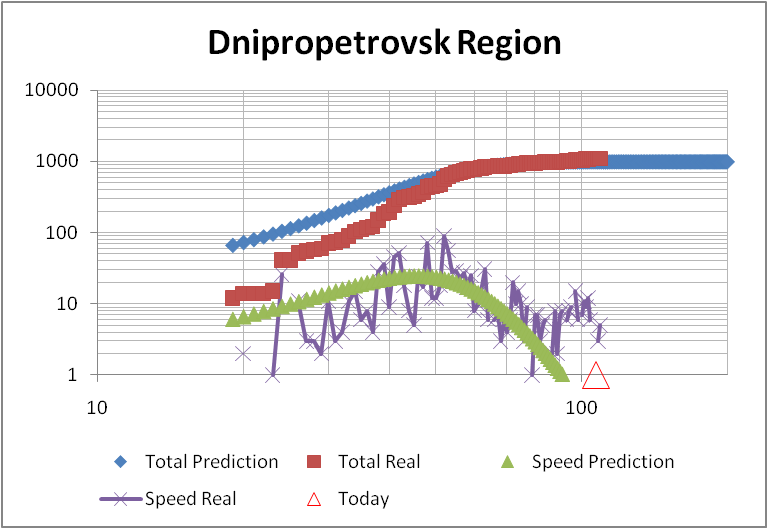 Dnipropetrovsk Region
10000
1000
100
10
1
10 100
Total Prediction Total Real Speed Prediction
Speed Real Today